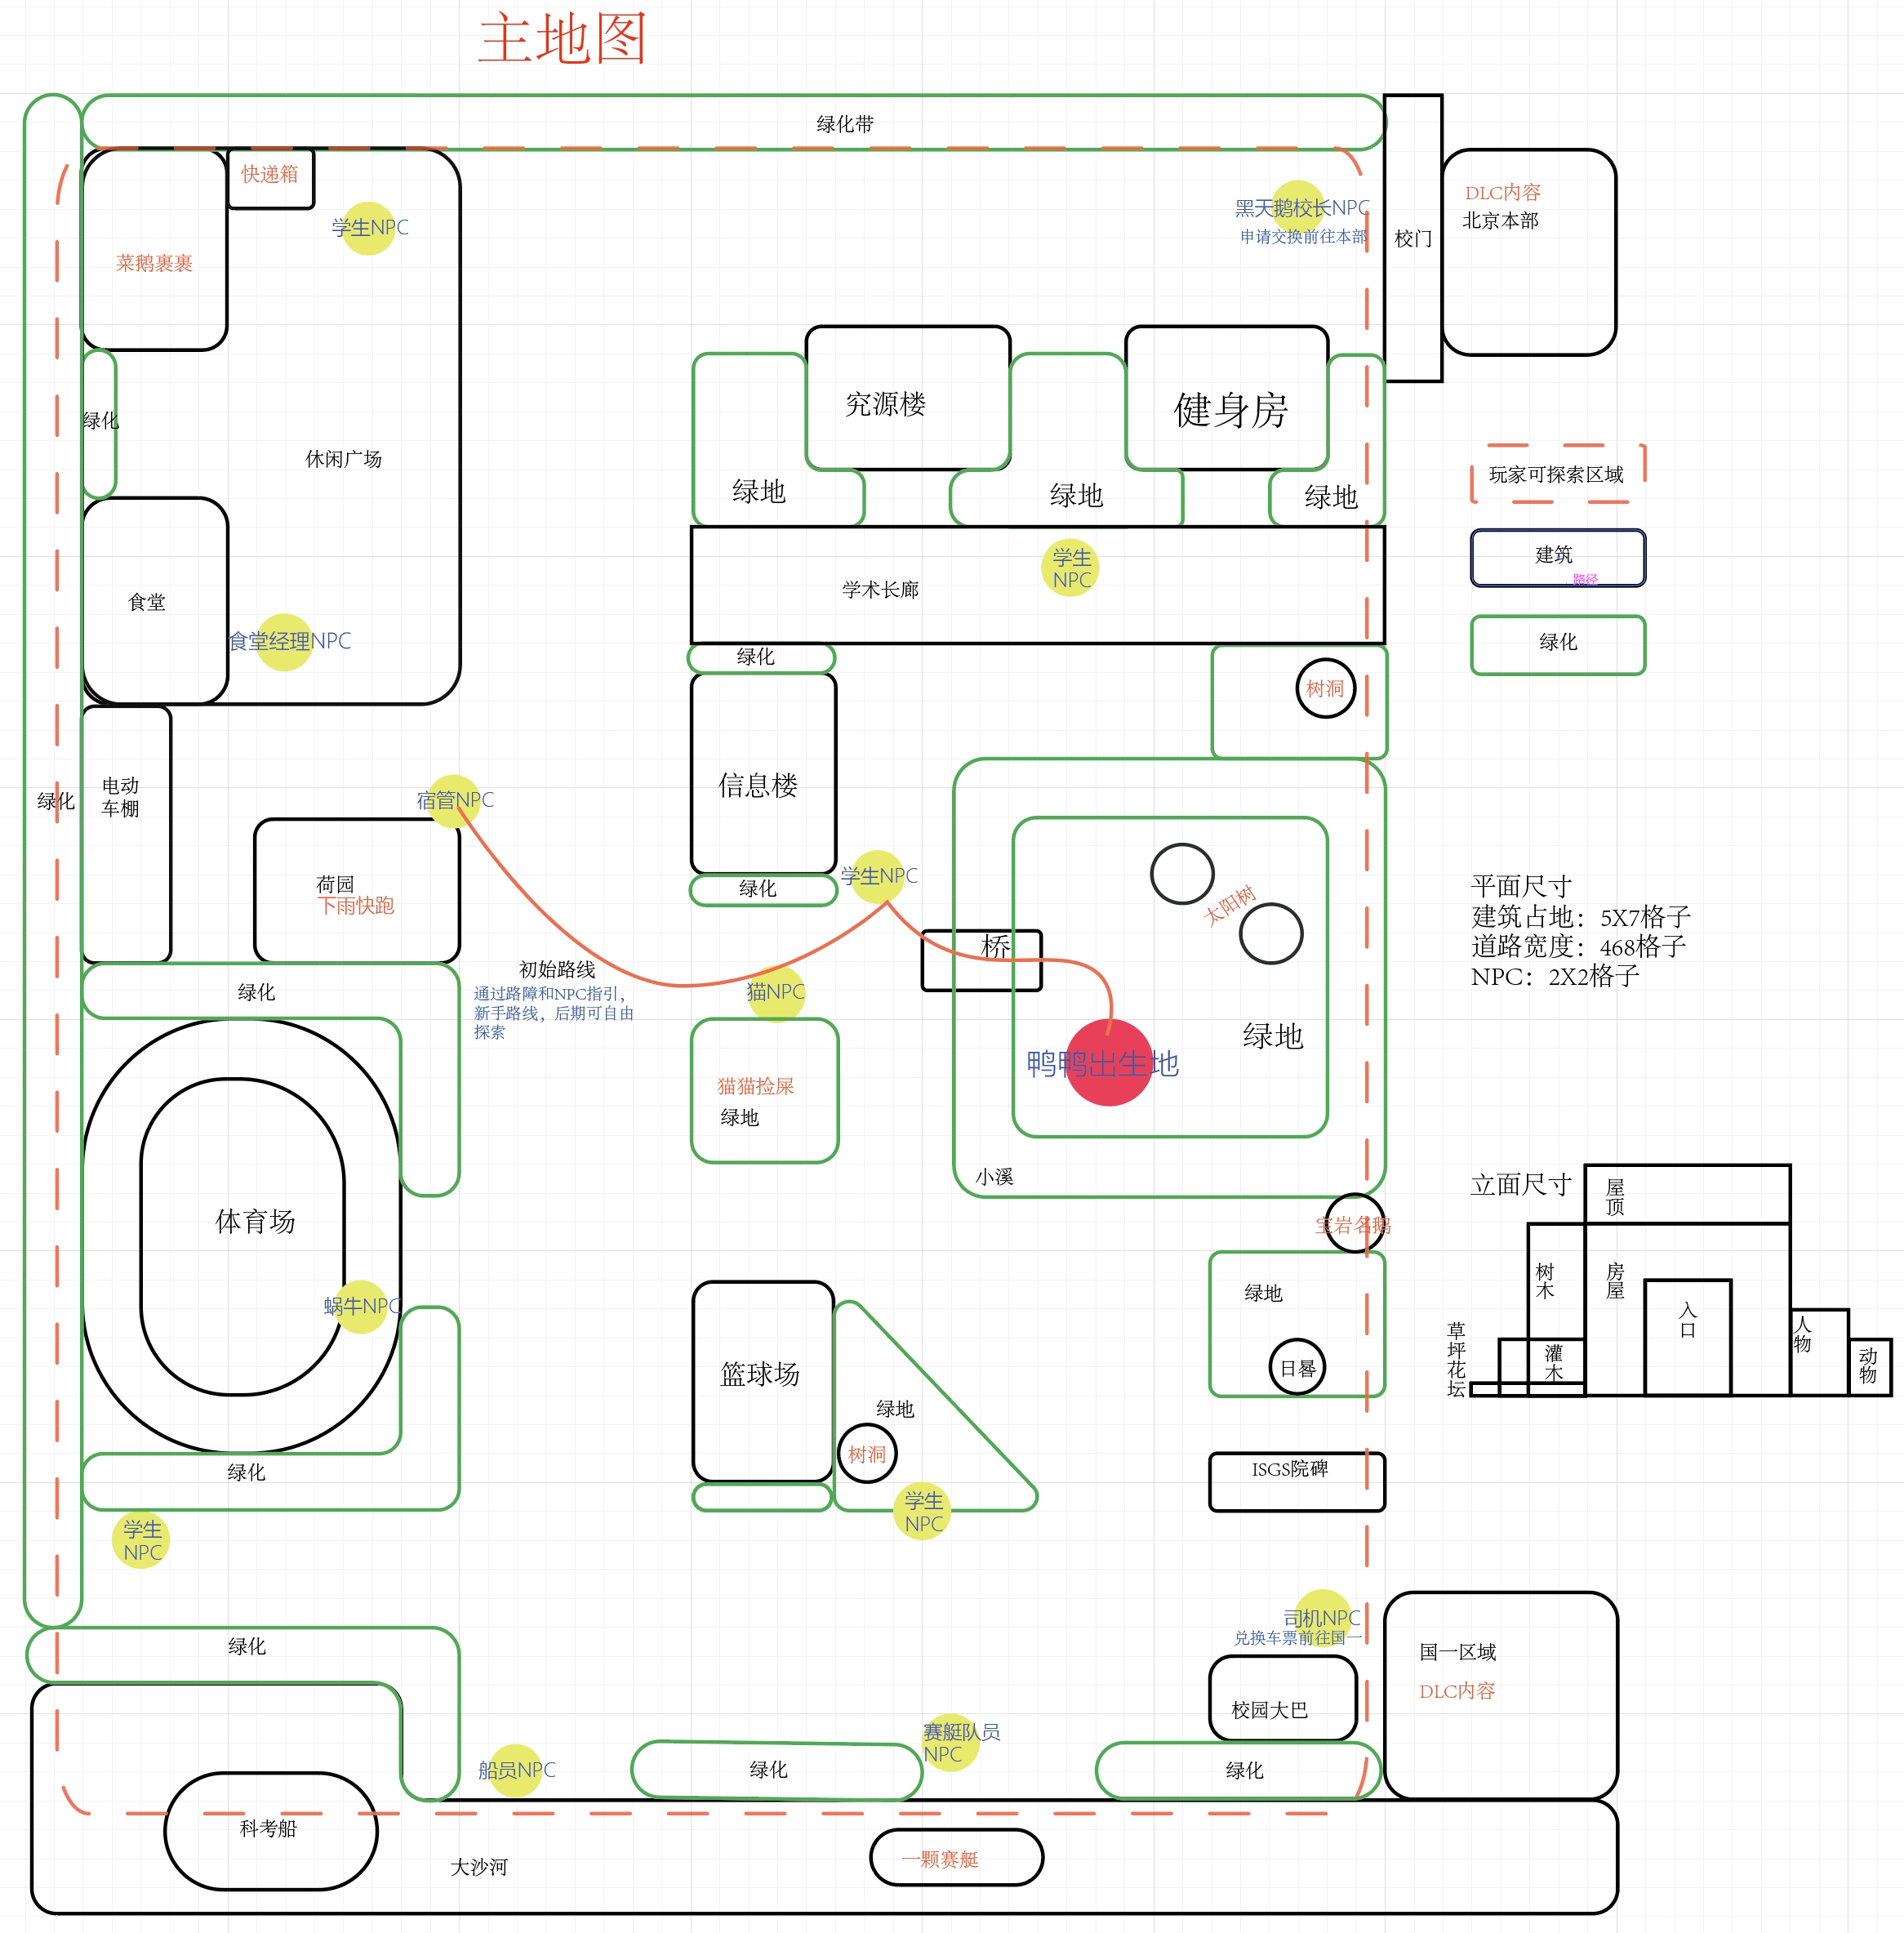 主地图
绿化带
快递箱
学生NPC
菜鹅裹裹
黑天鹅校长NPC
申请交换前往本部
校门
DLC内容
北京本部
绿化
休闲广场
究源楼
健身房
绿地
绿地
绿地
玩家可探索区域
建筑
路径
绿化
食堂
食堂经理NPC
学术长廊
学生
NPC
绿化
树洞
绿化
电动
车棚
宿管NPC
信息楼
荷园
下雨快跑
学生NPC
绿化
太阳树
桥
平面尺寸
建筑占地：5X7格子
道路宽度：468格子
NPC：2X2格子
初始路线
通过路障和NPC指引，
新手路线，后期可自由
探索
绿化
猫NPC
绿地
鸭鸭出生地
猫猫捡屎
绿地
小溪
体育场
宝岩名鹅
立面尺寸
屋
顶
树
木
房
屋
入
口
人
物
动
物
灌
木
草
坪
花
坛
蜗牛NPC
绿地
日晷
篮球场
绿地
树洞
绿化
ISGS院碑
学生
NPC
学生
NPC
司机NPC
兑换车票前往国一
绿化
国一区域
DLC内容
校园大巴
赛艇队员
NPC
船员NPC
绿化
绿化
科考船
大沙河
一颗赛艇